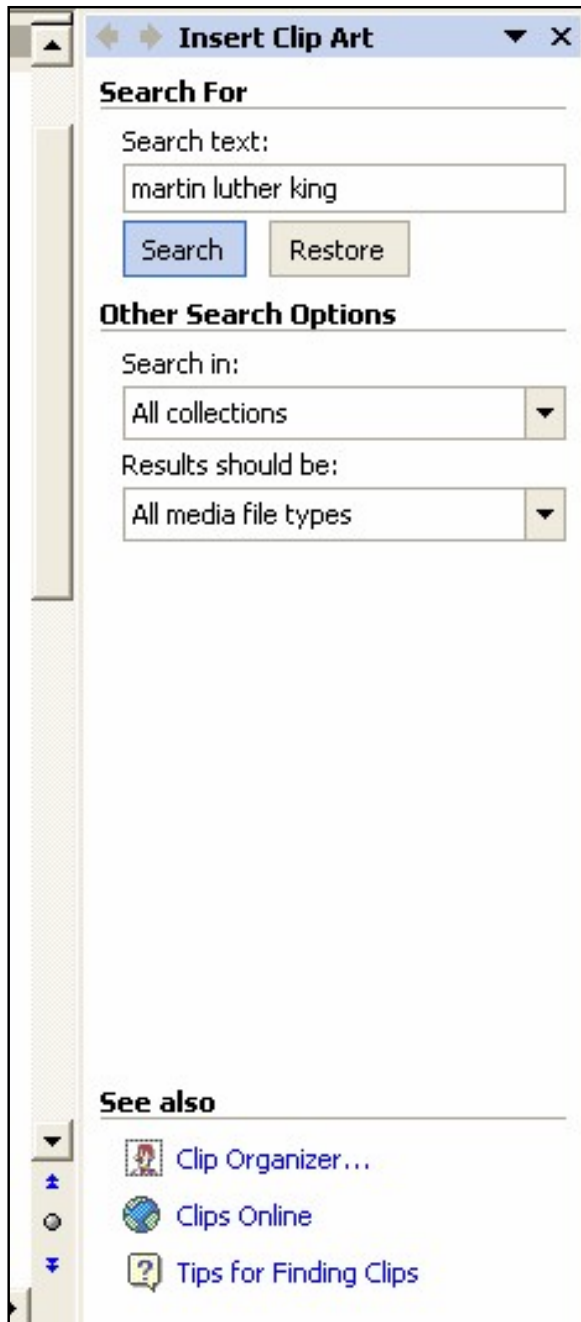 Insert Clip Art
Search For
Search text:
martin luther king
Search Restore
Other Search Options
Search in:
All collections
Results should be:
All media file types
See also
Clip Organizer...
Clips Online
Tips for Finding Clips